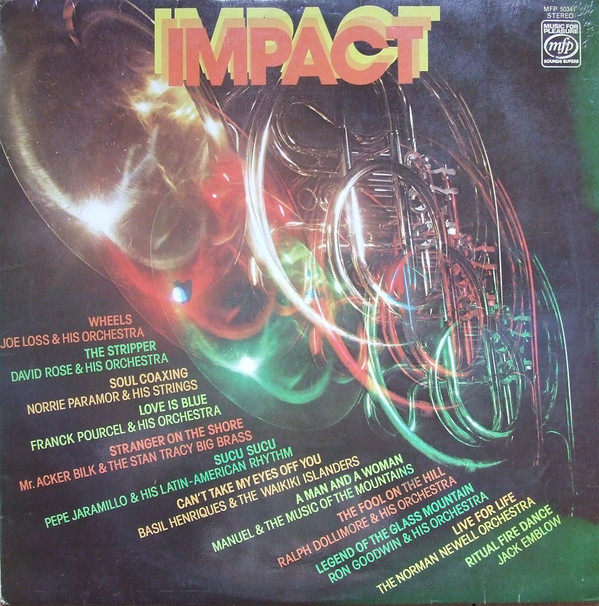 IMPACT
MFP 50341
STEREO
MUSIC FOR
PLEASURE
mfp
SOUNDS SUPERB
WHEELS
JOE LOSS & HIS ORCHESTRA
THE STRIPPER
DAVID ROSE & HIS ORCHESTRA
SOUL COAXING
NORRIE PARAMOR & HIS STRINGS
LOVE IS BLUE
FRANCK POURCEL & HIS ORCHESTRA
STRANGER ON THE SHORE
Mr. ACKER BILK & THE STAN TRACY BIG BRASS
SUCU SUCU
PEPE JARAMILLO & HIS LATIN-AMERICAN RHYTHM
CAN'T TAKE MY EYES OFF YOU
BASIL HENRIQUES & THE WAIKIKI ISLANDERS
A MAN AND A WOMAN
MANUEL & THE MUSIC OF THE MOUNTAINS
THE FOOL ON THE HILL
RALPH DOLLIMORE & HIS ORCHESTRA
LEGEND OF THE GLASS MOUNTAIN
RON GOODWIN & HIS ORCHESTRA
LIVE FOR LIFE
THE NORMAN NEWELL ORCHESTRA
RITUAL FIRE DANCE
JACK EMBLOW